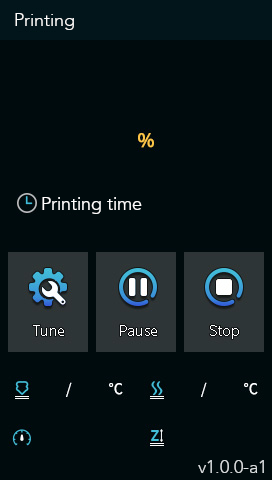 Printing
%
Printing time
Tune Pause Stop
/ °C / °C
Z
v1.0.0-a1